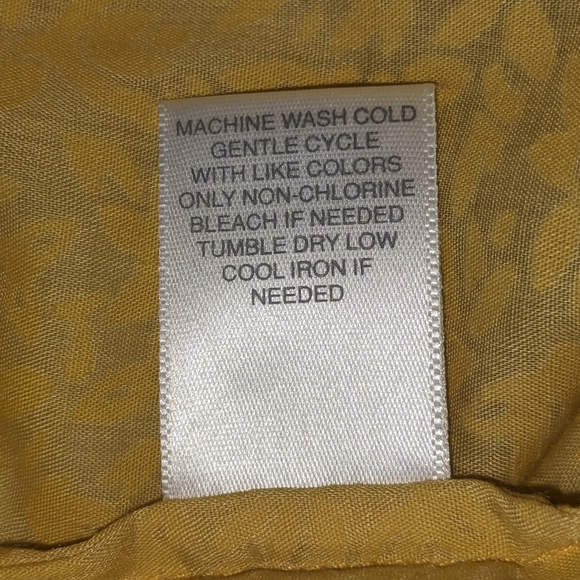 MACHINE WASH COLD
GENTLE CYCLE
WITH LIKE COLORS
ONLY NON-CHLORINE
BLEACH IF NEEDED
TUMBLE DRY LOW
COOL IRON IF
NEEDED